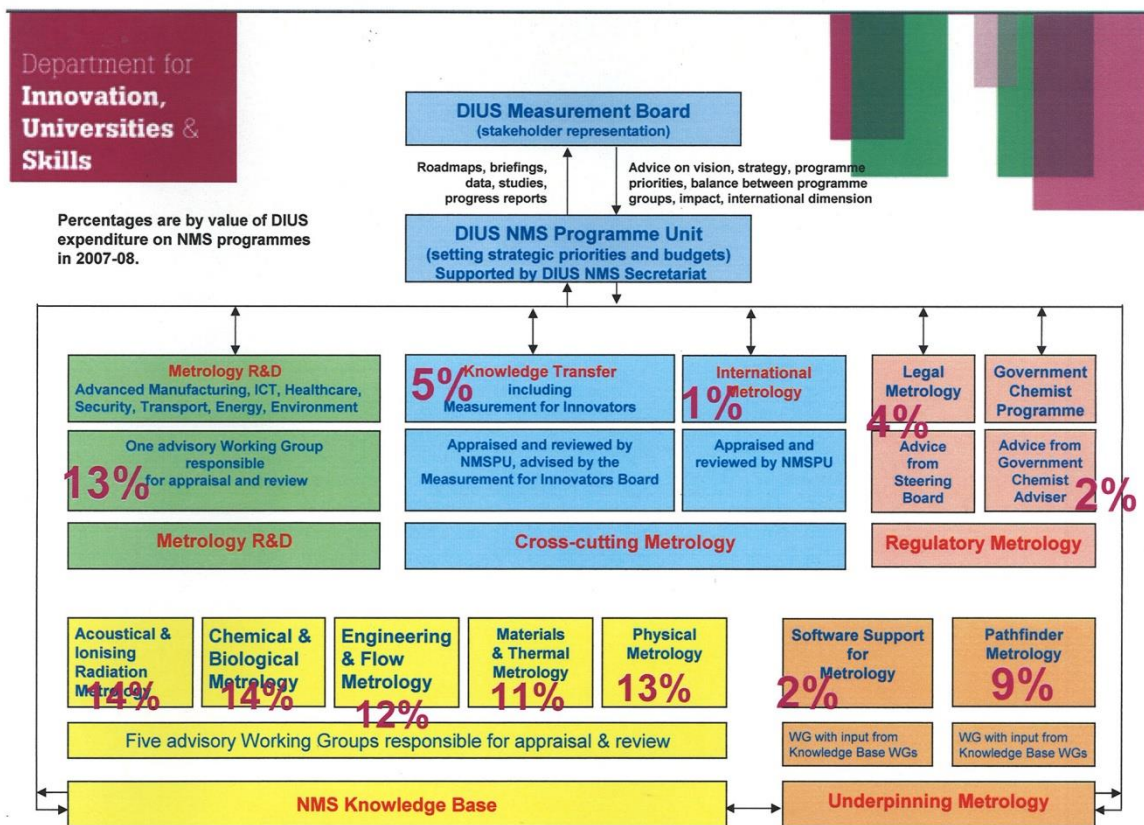 Department for
Innovation,
Universities &
Skills
DIUS Measurement Board
(stakeholder representation)
Roadmaps, briefings,
data, studies,
progress reports
Advice on vision, strategy, programme
priorities, balance between programme
groups, impact, international dimension
Percentages are by value of DIUS
expenditure on NMS programmes
in 2007-08.
DIUS NMS Programme Unit
(setting strategic priorities and budgets)
Supported by DIUS NMS Secretariat
Metrology R&D
Advanced Manufacturing, ICT, Healthcare,
Security, Transport, Energy, Environment
One advisory Working Group
responsible
for appraisal and review
13%
Metrology R&D
5%
Knowledge Transfer
including
Measurement for Innovators
Appraised and reviewed by
NMSPU, advised by the
Measurement for Innovators Board
International
Metrology
1%
Appraised and
reviewed by NMSPU
Cross-cutting Metrology
Legal
Metrology
4%
Advice
from
Steering
Board
Government
Chemist
Programme
Advice from
Government
Chemist
Adviser
2%
Regulatory Metrology
Acoustical &
Ionising
Radiation
Metrology
14%
Chemical &
Biological
Metrology
14%
Engineering
& Flow
Metrology
12%
Materials
& Thermal
Metrology
11%
Physical
Metrology
13%
Five advisory Working Groups responsible for appraisal & review
NMS Knowledge Base
Software Support
for
Metrology
2%
WG with input from
Knowledge Base WGs
Pathfinder
Metrology
9%
WG with input from
Knowledge Base WGs
Underpinning Metrology